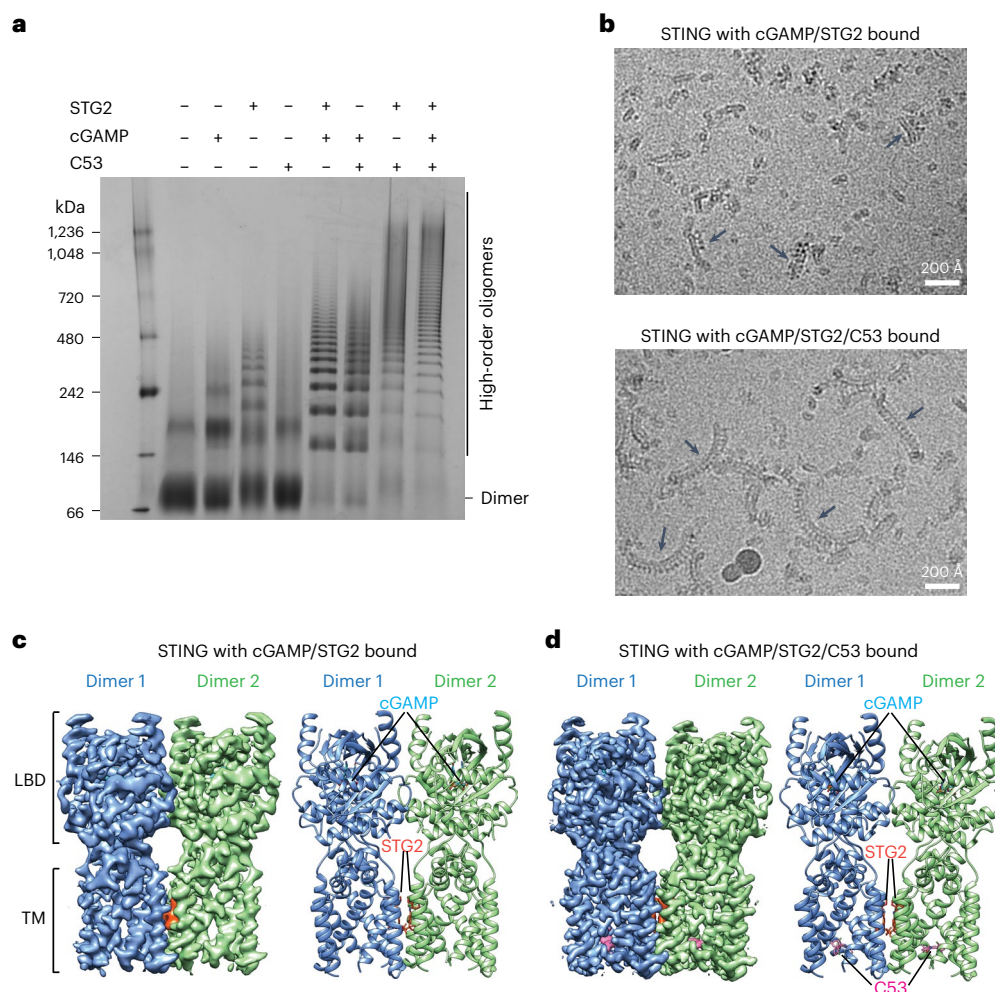 a
STG2 – – + – + – + +
cGAMP – + – – + + – +
C53 – – – + – + + +
kDa
1,236
1,048
720
480
242
146
66
High-order oligomers
Dimer
b
STING with cGAMP/STG2 bound
200 Å
STING with cGAMP/STG2/C53 bound
200 Å
c
STING with cGAMP/STG2 bound
Dimer 1 Dimer 2 Dimer 1 Dimer 2
cGAMP
LBD
STG2
TM
d
STING with cGAMP/STG2/C53 bound
Dimer 1 Dimer 2 Dimer 1 Dimer 2
cGAMP
STG2
C53